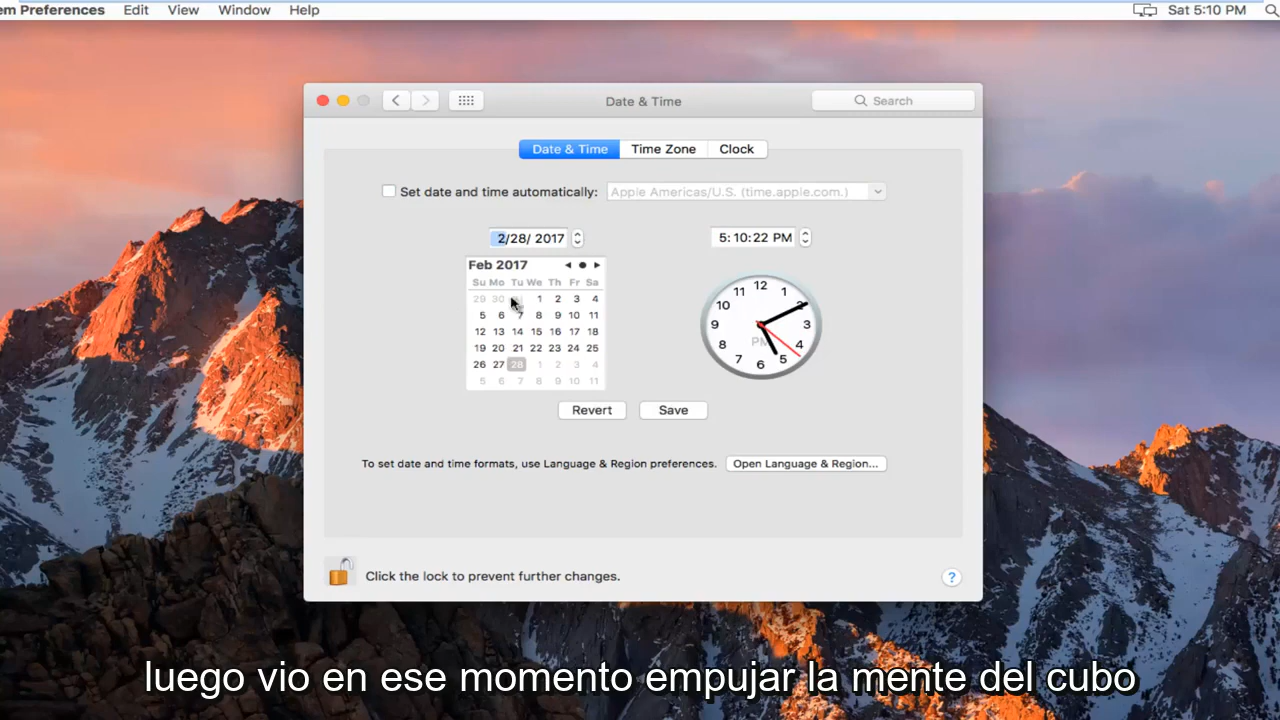 em Preferences Edit View Window Help Sat 5:10 PM
Date & Time
Search
Date & Time Time Zone Clock
Set date and time automatically: Apple Americas/U.S. (time.apple.com.)
2/28/ 2017 5:10:22 PM
Feb 2017
Su Mo Tu We Th Fr Sa
29 30 1 2 3 4
5 6 7 8 9 10 11
12 13 14 15 16 17 18
19 20 21 22 23 24 25
26 27 28 1 2 3 4
5 6 7 8 9 10 11
12 1 2 3 4 5 6 7 8 9 10 11
PM
Revert Save
To set date and time formats, use Language & Region preferences. Open Language & Region...
Click the lock to prevent further changes. ?
luego vio en ese momento empujar la mente del cubo